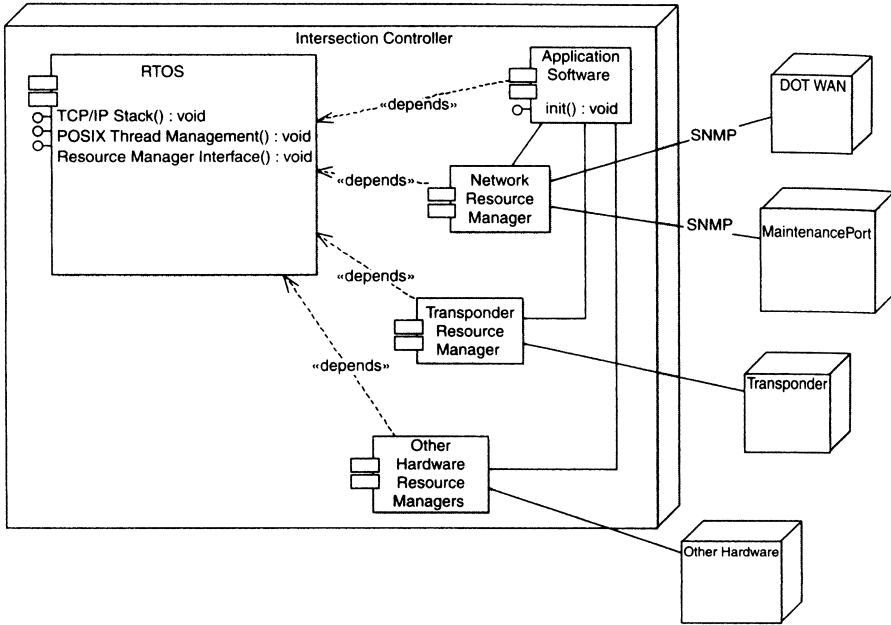 Intersection Controller
RTOS
TCP/IP Stack() : void
POSIX Thread Management() : void
Resource Manager Interface() : void
Application
Software
init() : void
«depends»
«depends»
«depends»
«depends»
Network
Resource
Manager
Transponder
Resource
Manager
Other
Hardware
Resource
Managers
SNMP
SNMP
DOT WAN
MaintenancePort
Transponder
Other Hardware